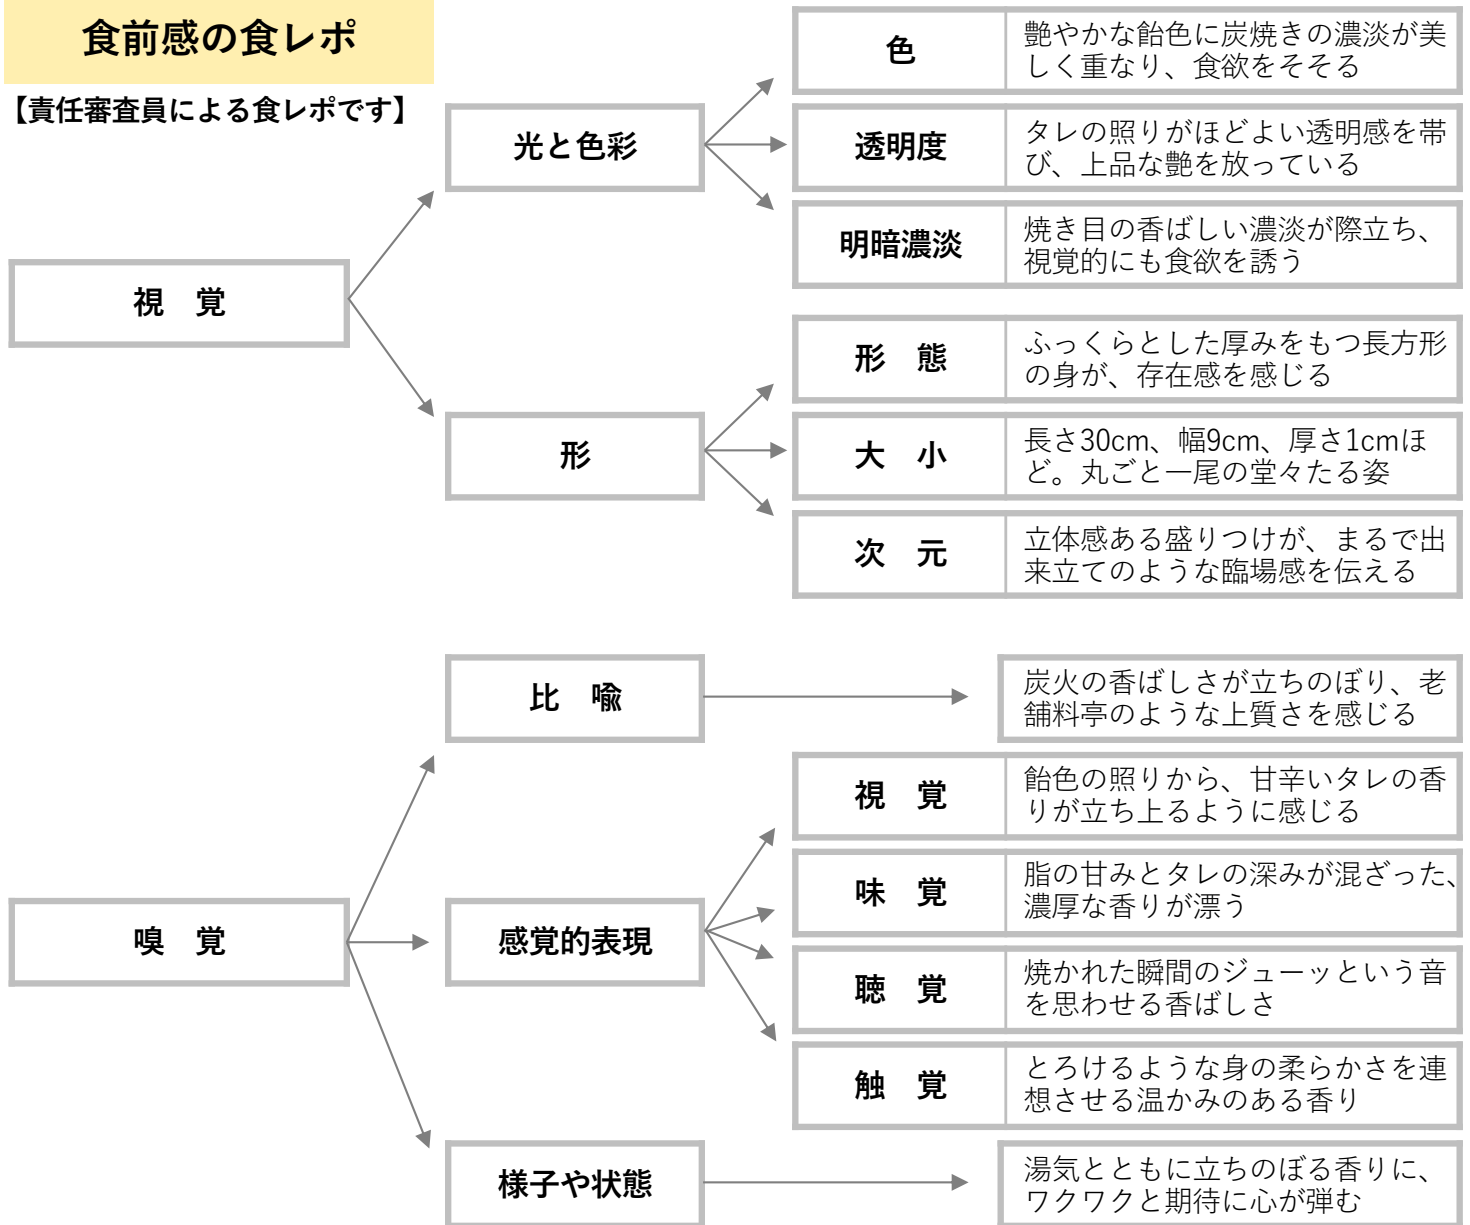 食前感の食レポ
【責任審査員による食レポです】
視 覚
光と色彩
色
艶やかな飴色に炭焼きの濃淡が美
しく重なり、食欲をそそる
透明度
タレの照りがほどよい透明感を帯
び、上品な艶を放っている
明暗濃淡
焼き目の香ばしい濃淡が際立ち、
視覚的にも食欲を誘う
形
形 態
ふっくらとした厚みをもつ長方形
の身が、存在感を感じる
大 小
長さ30cm、幅9cm、厚さ1cmほ
ど。丸ごと一尾の堂々たる姿
次 元
立体感ある盛りつけが、まるで出
来立てのような臨場感を伝える
嗅 覚
比 喩
炭火の香ばしさが立ちのぼり、老
舗料亭のような上質さを感じる
感覚的表現
視 覚
飴色の照りから、甘辛いタレの香
りが立ち上るように感じる
味 覚
脂の甘みとタレの深みが混ざった、
濃厚な香りが漂う
聴 覚
焼かれた瞬間のジューッという音
を思わせる香ばしさ
触 覚
とろけるような身の柔らかさを連
想させる温かみのある香り
様子や状態
湯気とともに立ちのぼる香りに、
ワクワクと期待に心が弾む